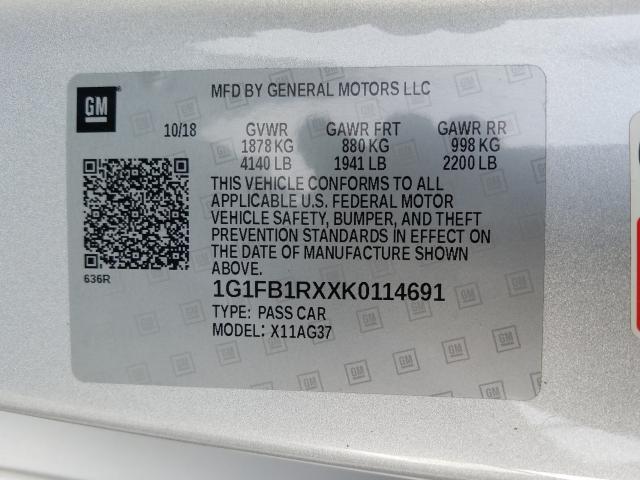 MFD BY GENERAL MOTORS LLC
GM
10/18 GVWR GAWR FRT GAWR RR
1878 KG 880 KG 998 KG
4140 LB 1941 LB 2200 LB
THIS VEHICLE CONFORMS TO ALL
APPLICABLE U.S. FEDERAL MOTOR
VEHICLE SAFETY, BUMPER, AND THEFT
PREVENTION STANDARDS IN EFFECT ON
THE DATE OF MANUFACTURE SHOWN
ABOVE.
636R
1G1FB1RXXK0114691
TYPE: PASS CAR
MODEL: X11AG37